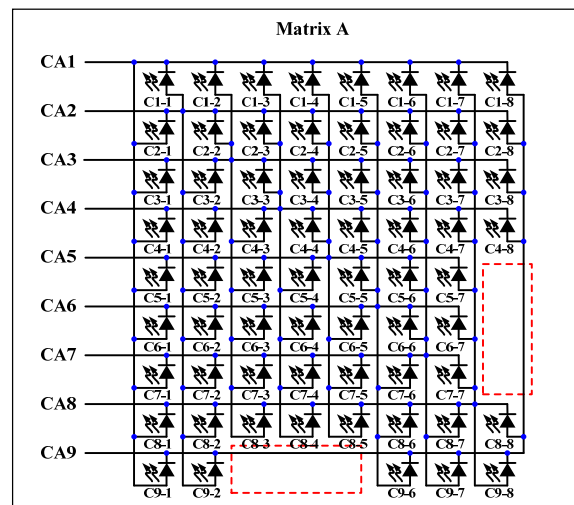 Matrix A
CA1
C1-1 C1-2 C1-3 C1-4 C1-5 C1-6 C1-7 C1-8
CA2
C2-1 C2-2 C2-3 C2-4 C2-5 C2-6 C2-7 C2-8
CA3
C3-1 C3-2 C3-3 C3-4 C3-5 C3-6 C3-7 C3-8
CA4
C4-1 C4-2 C4-3 C4-4 C4-5 C4-6 C4-7 C4-8
CA5
C5-1 C5-2 C5-3 C5-4 C5-5 C5-6 C5-7
CA6
C6-1 C6-2 C6-3 C6-4 C6-5 C6-6 C6-7
CA7
C7-1 C7-2 C7-3 C7-4 C7-5 C7-6 C7-7
CA8
C8-1 C8-2 C8-3 C8-4 C8-5 C8-6 C8-7 C8-8
CA9
C9-1 C9-2 C9-6 C9-7 C9-8